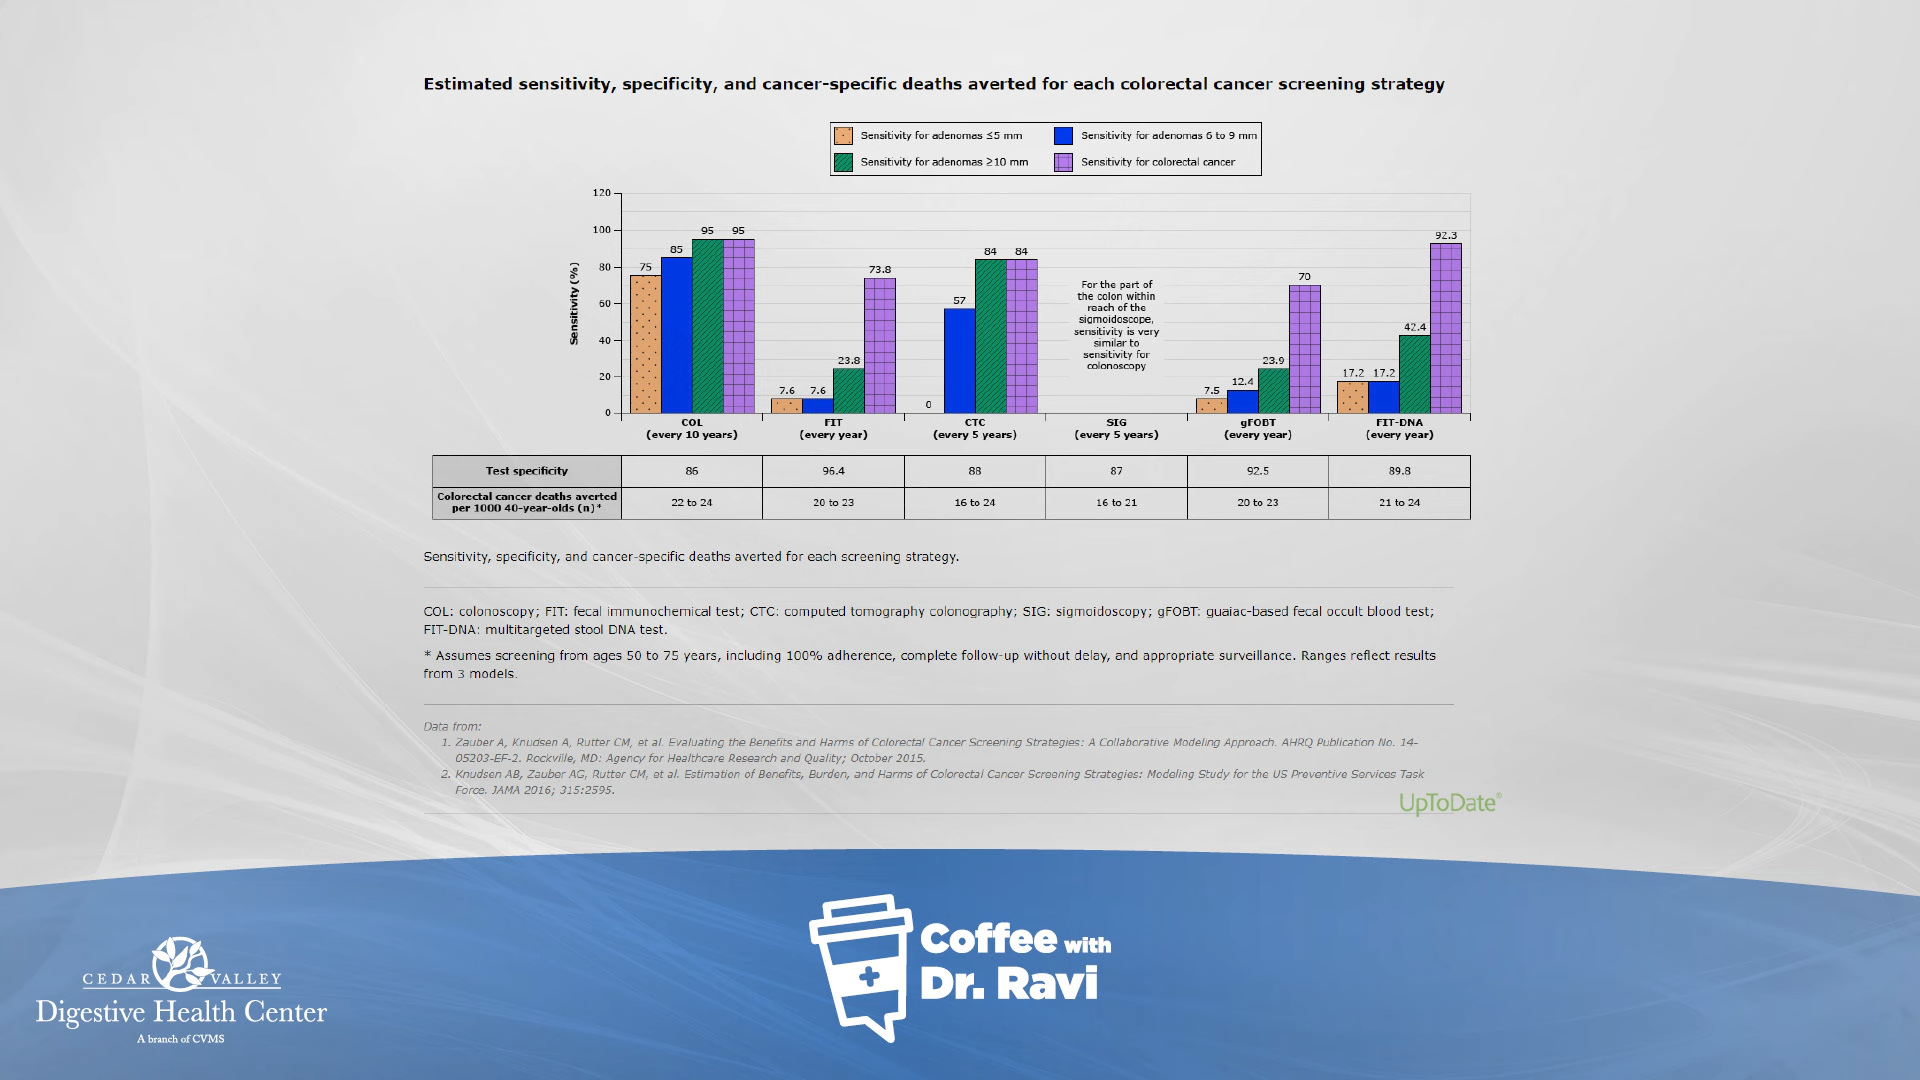 Estimated sensitivity, specificity, and cancer-specific deaths averted for each colorectal cancer screening strategy
Sensitivity for adenomas ≤5 mm
Sensitivity for adenomas 6 to 9 mm
Sensitivity for adenomas ≥10 mm
Sensitivity for colorectal cancer
Sensitivity (%)
120
100
80
60
40
20
0
75
85
95
95
7.6
7.6
23.8
73.8
0
57
84
84
For the part of
the colon within
reach of the
sigmoidoscope,
sensitivity is very
similar to
sensitivity for
colonoscopy
7.5
12.4
23.9
70
17.2
17.2
42.4
92.3
COL
(every 10 years)
FIT
(every year)
CTC
(every 5 years)
SIG
(every 5 years)
gFOBT
(every year)
FIT-DNA
(every year)
Test specificity 86 96.4 88 87 92.5 89.8
Colorectal cancer deaths averted
per 1000 40-year-olds (n)* 22 to 24 20 to 23 16 to 24 16 to 21 20 to 23 21 to 24
Sensitivity, specificity, and cancer-specific deaths averted for each screening strategy.
COL: colonoscopy; FIT: fecal immunochemical test; CTC: computed tomography colonography; SIG: sigmoidoscopy; gFOBT: guaiac-based fecal occult blood test;
FIT-DNA: multitargeted stool DNA test.
* Assumes screening from ages 50 to 75 years, including 100% adherence, complete follow-up without delay, and appropriate surveillance. Ranges reflect results
from 3 models.
Data from:
1. Zauber A, Knudsen A, Rutter CM, et al. Evaluating the Benefits and Harms of Colorectal Cancer Screening Strategies: A Collaborative Modeling Approach. AHRQ Publication No. 14-
05203-EF-2. Rockville, MD: Agency for Healthcare Research and Quality; October 2015.
2. Knudsen AB, Zauber AG, Rutter CM, et al. Estimation of Benefits, Burden, and Harms of Colorectal Cancer Screening Strategies: Modeling Study for the US Preventive Services Task
Force. JAMA 2016; 315:2595.
UpToDate®
CEDAR VALLEY
Digestive Health Center
A branch of CVMS
Coffee with
Dr. Ravi